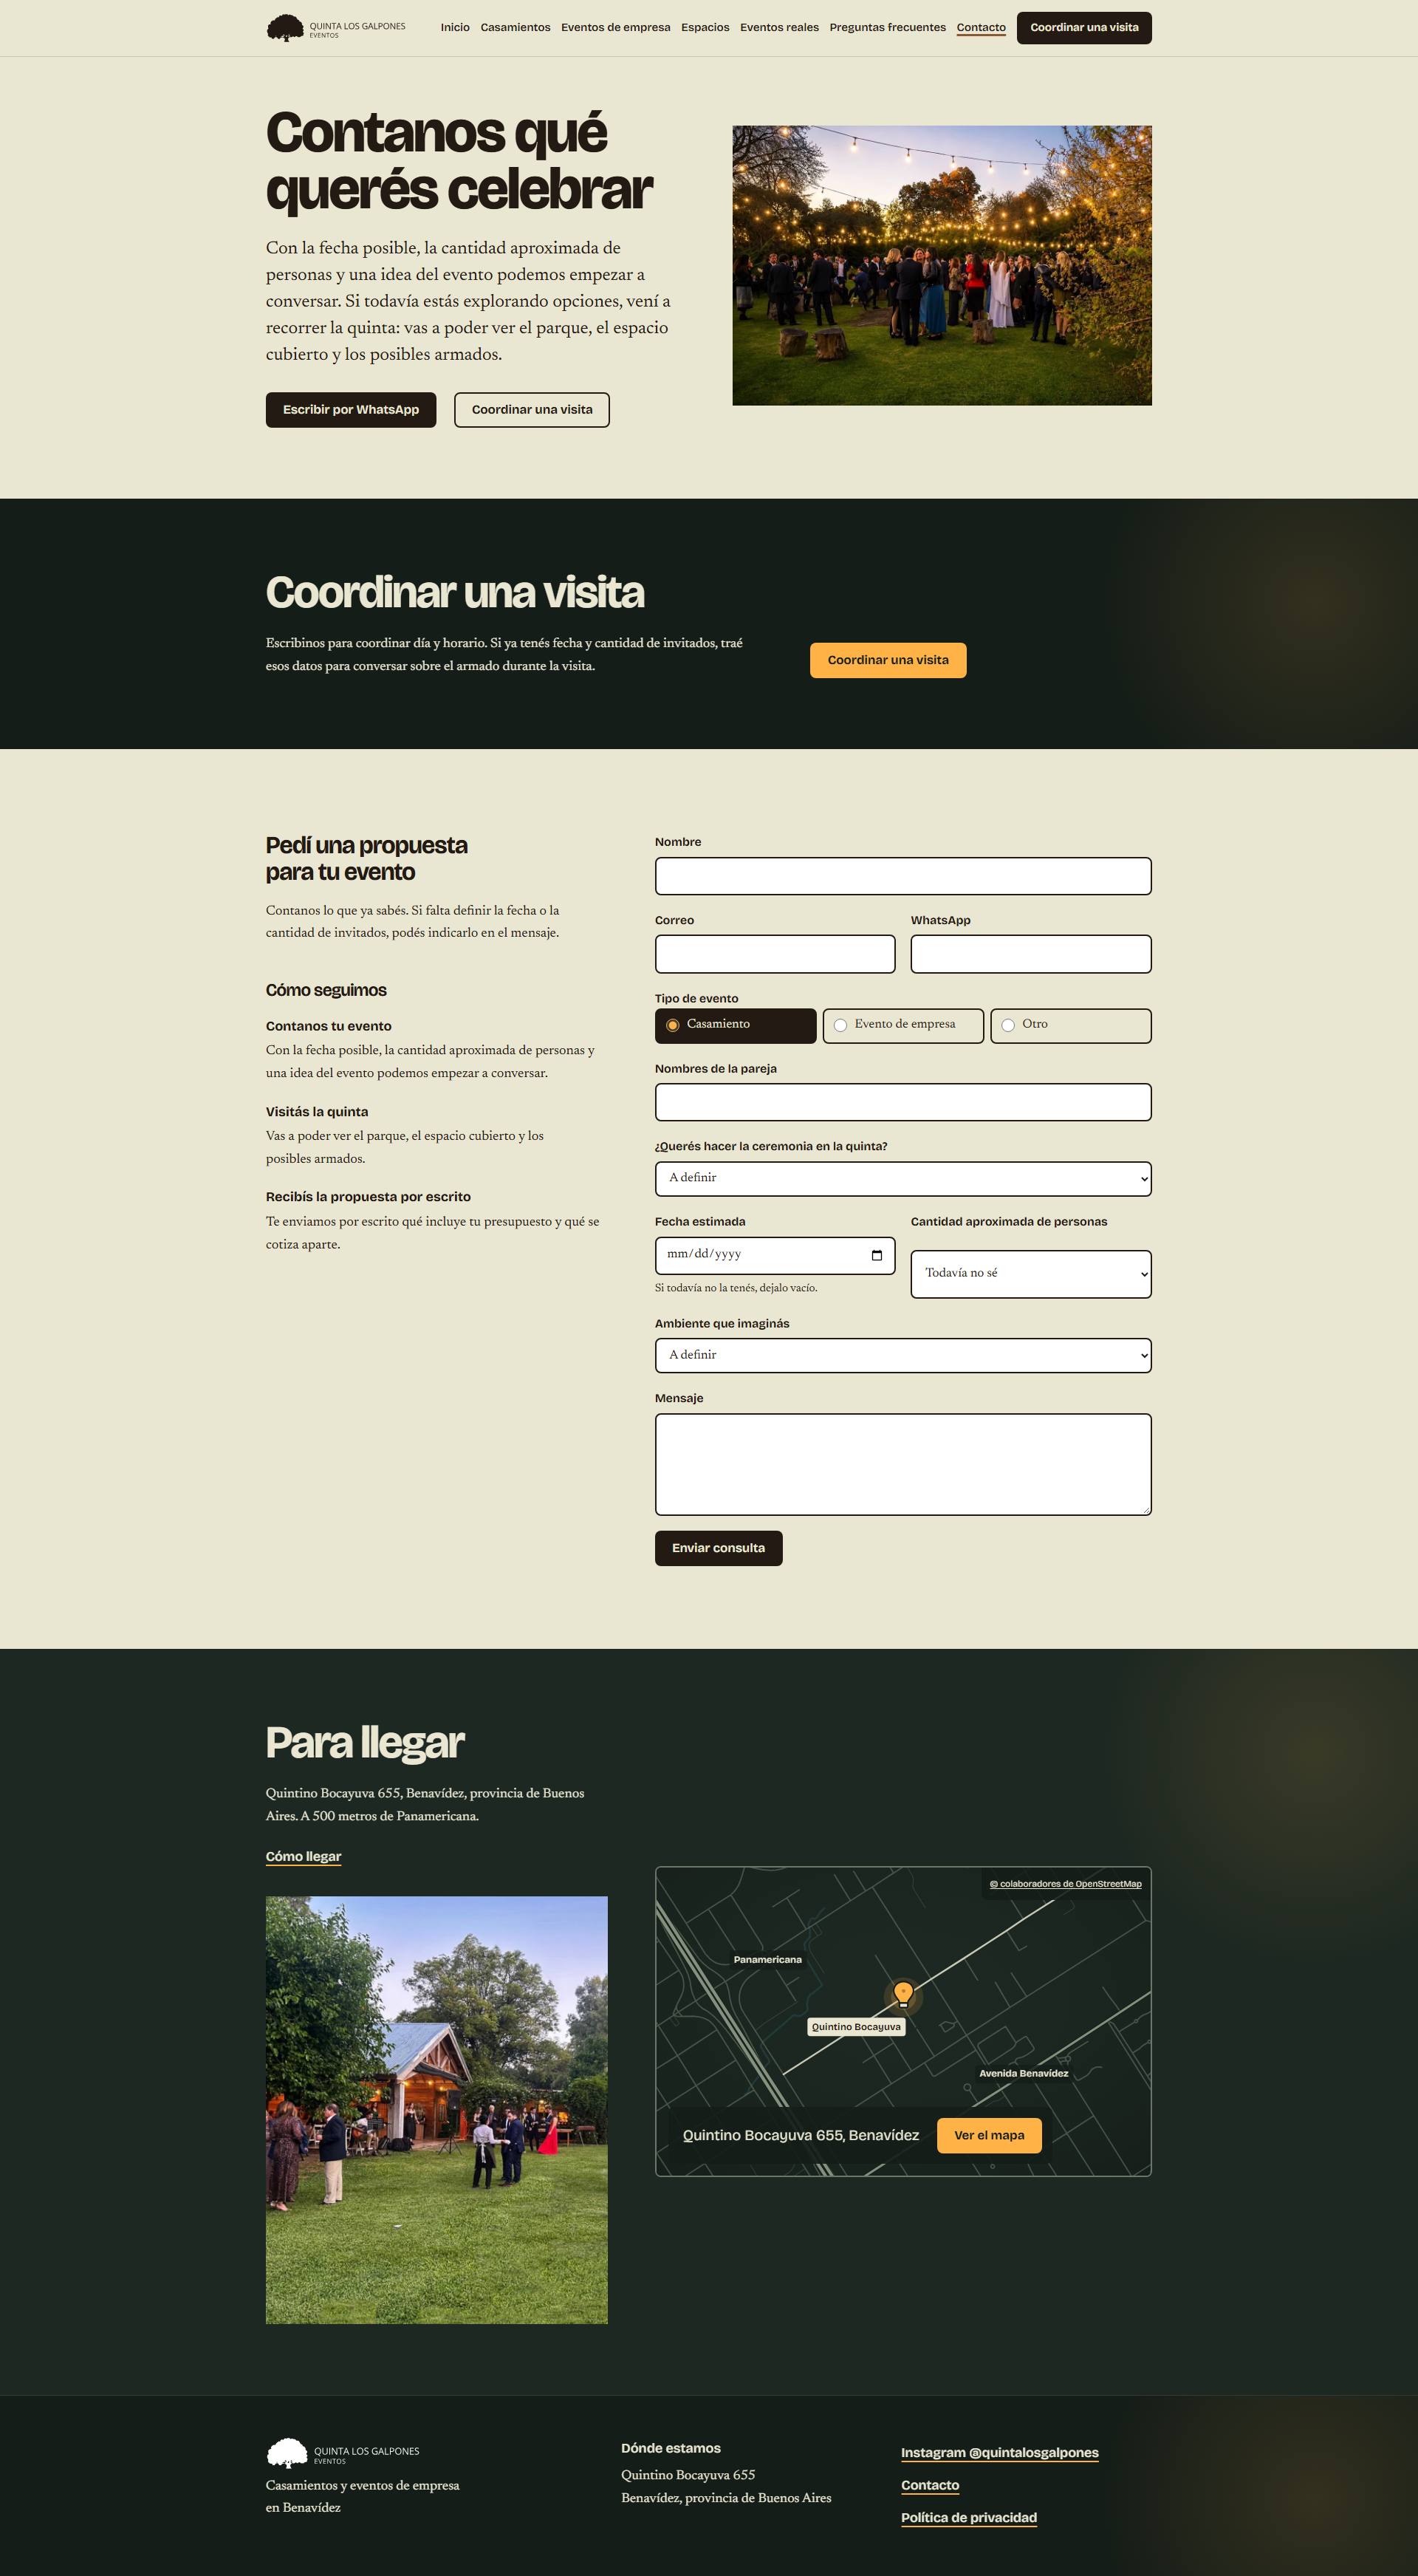 QUINTA LOS GALPONES
EVENTOS
Inicio
Casamientos
Eventos de empresa
Espacios
Eventos reales
Preguntas frecuentes
Contacto
Coordinar una visita
Contanos qué
querés celebrar
Con la fecha posible, la cantidad aproximada de
personas y una idea del evento podemos empezar a
conversar. Si todavía estás explorando opciones, vení a
recorrer la quinta: vas a poder ver el parque, el espacio
cubierto y los posibles armados.
Escribir por WhatsApp
Coordinar una visita
Coordinar una visita
Escribinos para coordinar día y horario. Si ya tenés fecha y cantidad de invitados, traé
esos datos para conversar sobre el armado durante la visita.
Coordinar una visita
Pedí una propuesta
para tu evento
Contanos lo que ya sabés. Si falta definir la fecha o la
cantidad de invitados, podés indicarlo en el mensaje.
Cómo seguimos
Contanos tu evento
Con la fecha posible, la cantidad aproximada de personas y
una idea del evento podemos empezar a conversar.
Visitás la quinta
Vas a poder ver el parque, el espacio cubierto y los
posibles armados.
Recibís la propuesta por escrito
Te enviamos por escrito qué incluye tu presupuesto y qué se
cotiza aparte.
Nombre
Correo
WhatsApp
Tipo de evento
Casamiento
Evento de empresa
Otro
Nombres de la pareja
¿Querés hacer la ceremonia en la quinta?
A definir
Fecha estimada
mm/dd/yyyy
Si todavía no la tenés, dejalo vacío.
Cantidad aproximada de personas
Todavía no sé
Ambiente que imaginás
A definir
Mensaje
Enviar consulta
Para llegar
Quintino Bocayuva 655, Benavídez, provincia de Buenos
Aires. A 500 metros de Panamericana.
Cómo llegar
© colaboradores de OpenStreetMap
Panamericana
Quintino Bocayuva
Avenida Benavídez
Quintino Bocayuva 655, Benavídez
Ver el mapa
QUINTA LOS GALPONES
EVENTOS
Casamientos y eventos de empresa
en Benavídez
Dónde estamos
Quintino Bocayuva 655
Benavídez, provincia de Buenos Aires
Instagram @quintalosgalpones
Contacto
Política de privacidad